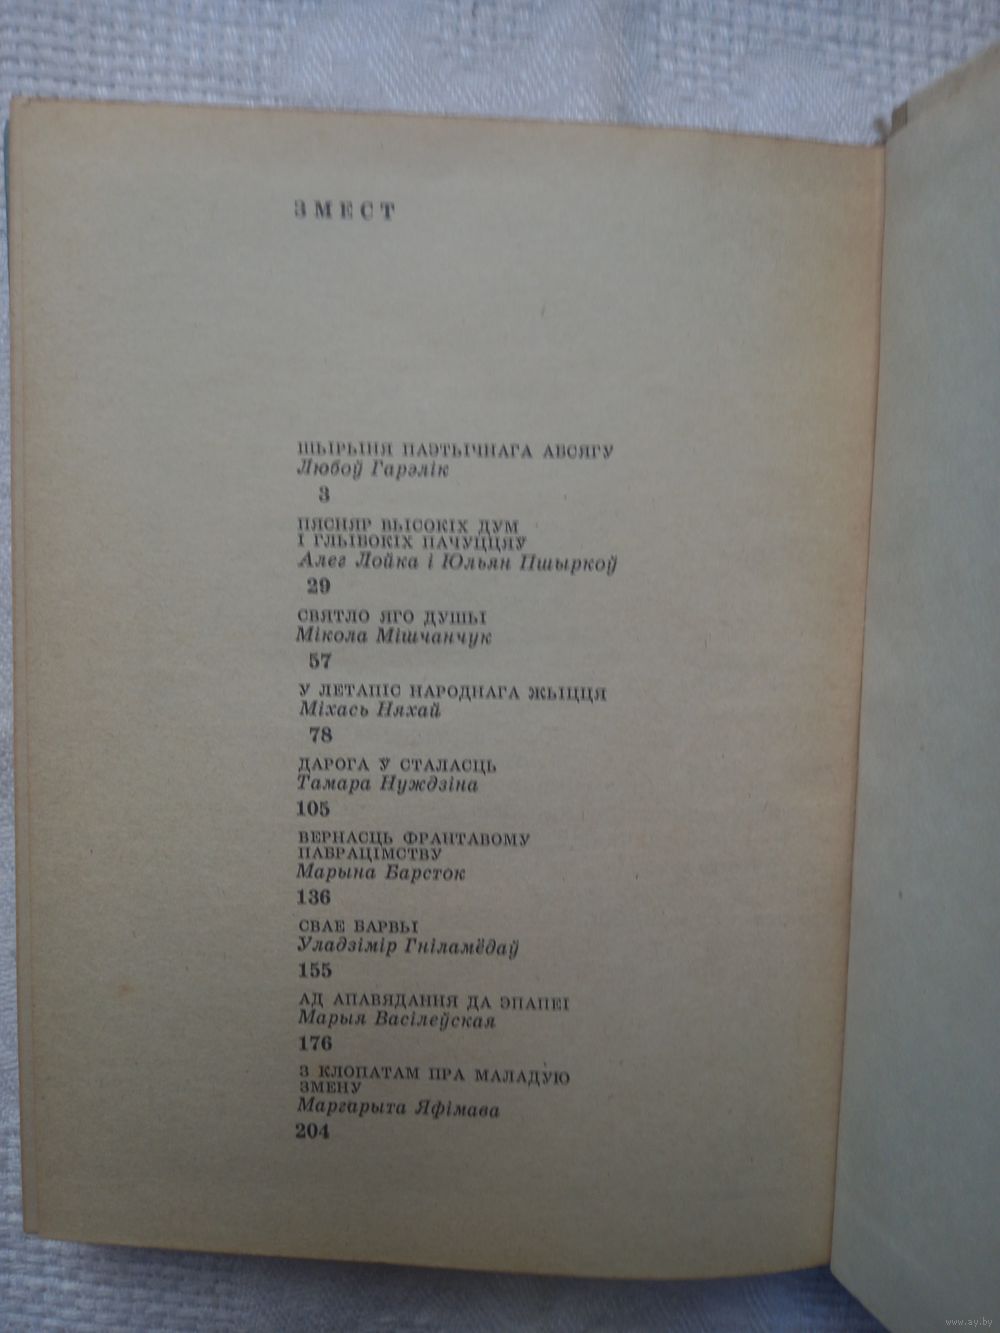 ЗМЕСТ
ШЫРЫНЯ ПАЭТЫЧНАГА АБСЯГУ
Любоў Гарэлік
3
ПЯСНЯР ВЫСОКІХ ДУМ
І ГЛЫБОКІХ ПАЧУЦЦЯЎ
Алег Лойка і Юльян Пшыркоў
29
СВЯТЛО ЯГО ДУШЫ
Мікола Мішчанчук
57
У ЛЕТАПІС НАРОДНАГА ЖЫЦЦЯ
Міхась Няхай
78
ДАРОГА Ў СТАЛАСЦЬ
Тамара Нуждзіна
105
ВЕРНАСЦЬ ФРАНТАВОМУ
ПАБРАЦІМСТВУ
Марына Барсток
136
СВАЕ БАРВЫ
Уладзімір Гніламёдаў
155
АД АПАВЯДАННЯ ДА ЭПАПЕІ
Марыя Васілеўская
176
З КЛОПАТАМ ПРА МАЛАДУЮ
ЗМЕНУ
Маргарыта Яфімава
204
www.ay.by